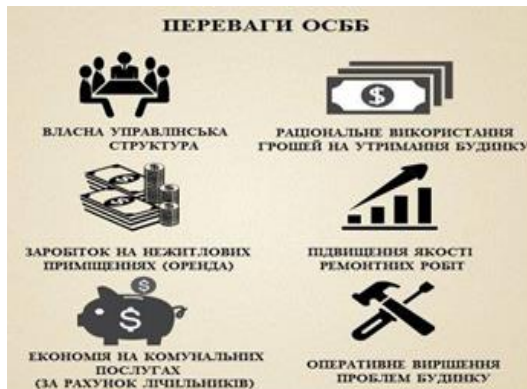 ПЕРЕВАГИ ОСББ
ВЛАСНА УПРАВЛІНСЬКА
СТРУКТУРА
РАЦІОНАЛЬНЕ ВИКОРИСТАННЯ
ГРОШЕЙ НА УТРИМАННЯ БУДИНКУ
ЗАРОБІТОК НА НЕЖИТЛОВИХ
ПРИМІЩЕННЯХ (ОРЕНДА)
ПІДВИЩЕННЯ ЯКОСТІ
РЕМОНТНИХ РОБІТ
ЕКОНОМІЯ НА КОМУНАЛЬНИХ
ПОСЛУГАХ
(ЗА РАХУНОК ЛІЧИЛЬНИКІВ)
ОПЕРАТИВНЕ ВИРІШЕННЯ
ПРОБЛЕМ БУДИНКУ